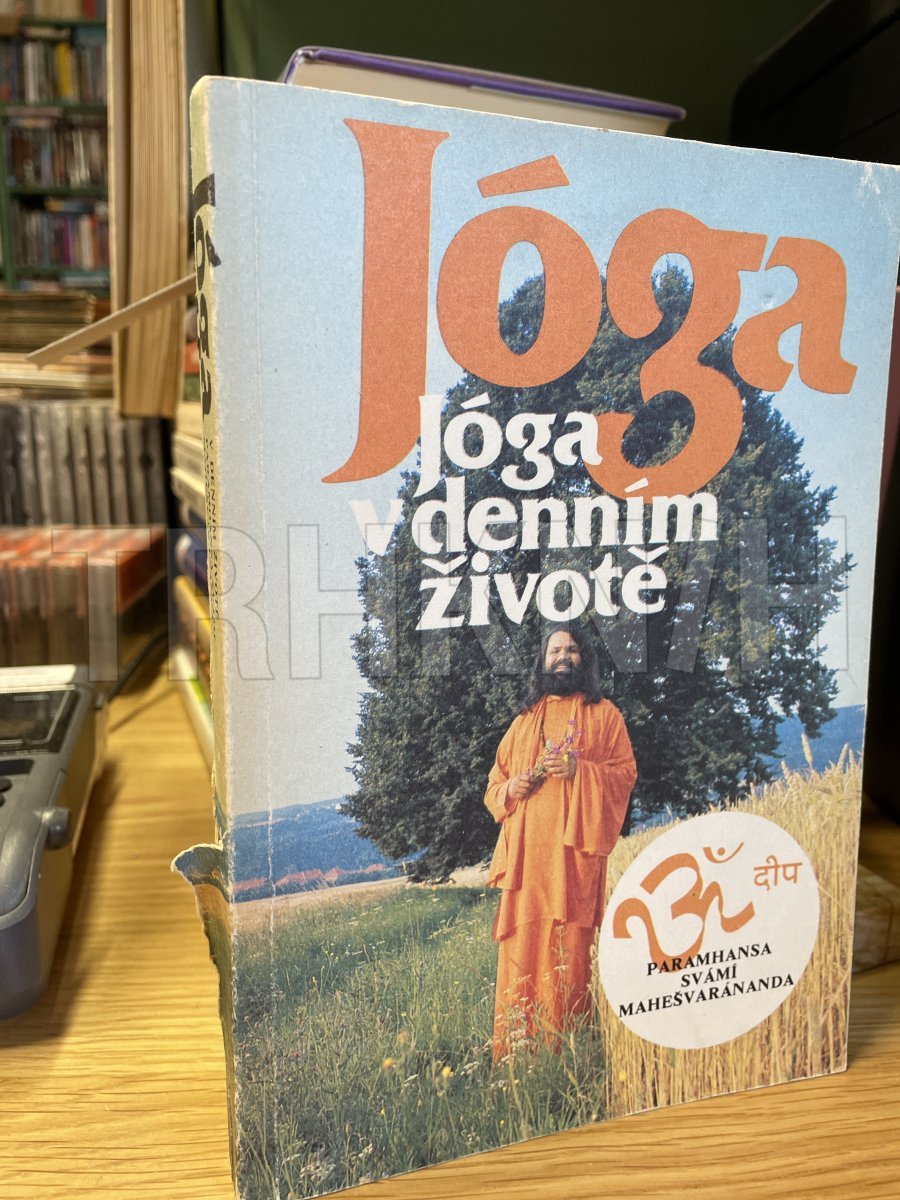 Jóga
Jóga
v denním
životě
ॐ दीप
PARAMHANSA
SVÁMÍ
MAHEŠVARÁNANDA